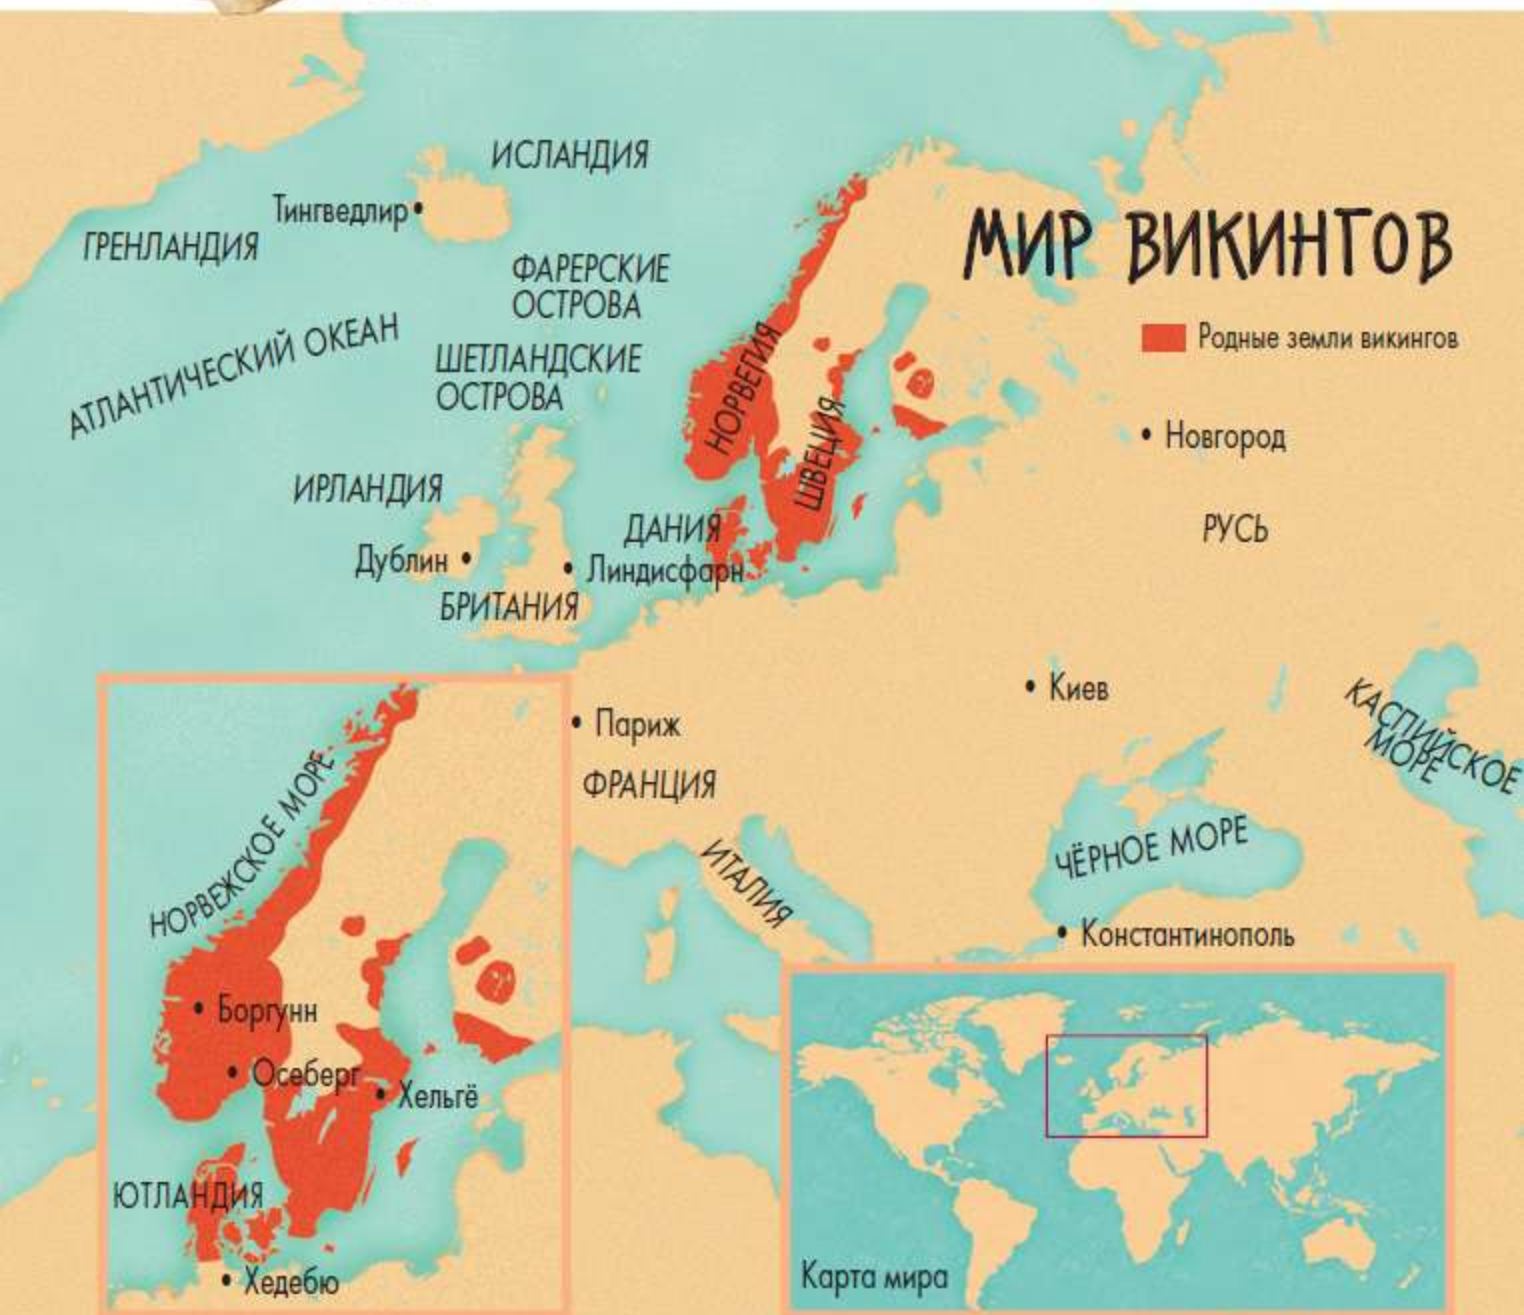 ИСЛАНДИЯ
Тингведлир
ГРЕНЛАНДИЯ
МИР ВИКИНГОВ
ФАРЕРСКИЕ
ОСТРОВА
АТЛАНТИЧЕСКИЙ ОКЕАН
Родные земли викингов
ШЕТЛАНДСКИЕ
ОСТРОВА
НОРВЕГИЯ
ШВЕЦИЯ
Новгород
ИРЛАНДИЯ
ДАНИЯ
РУСЬ
Дублин
Линдисфарн
БРИТАНИЯ
Киев
Париж
КАСПИЙСКОЕ
МОРЕ
ФРАНЦИЯ
ИТАЛИЯ
ЧЁРНОЕ МОРЕ
Константинополь
НОРВЕЖСКОЕ МОРЕ
Боргунн
Осеберг
Хельгё
ЮТЛАНДИЯ
Хедебю
Карта мира